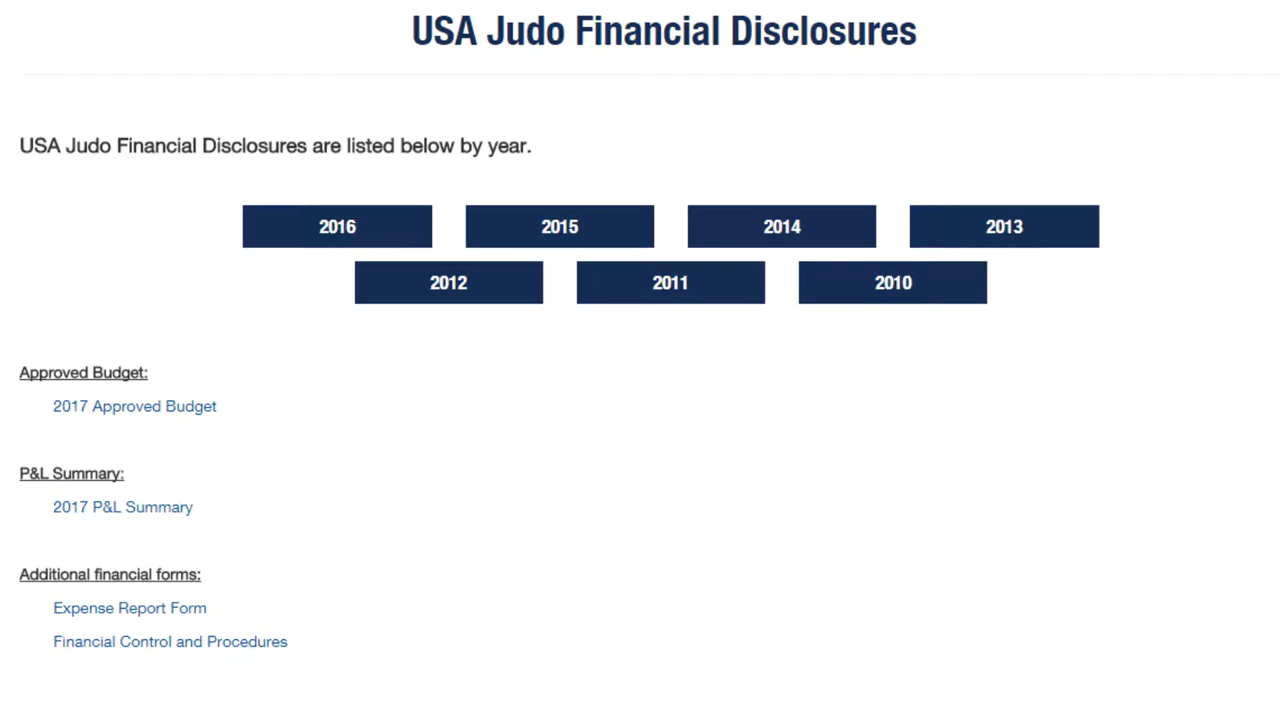 USA Judo Financial Disclosures
USA Judo Financial Disclosures are listed below by year.
2016 2015 2014 2013
2012 2011 2010
Approved Budget:
2017 Approved Budget
P&L Summary:
2017 P&L Summary
Additional financial forms:
Expense Report Form
Financial Control and Procedures